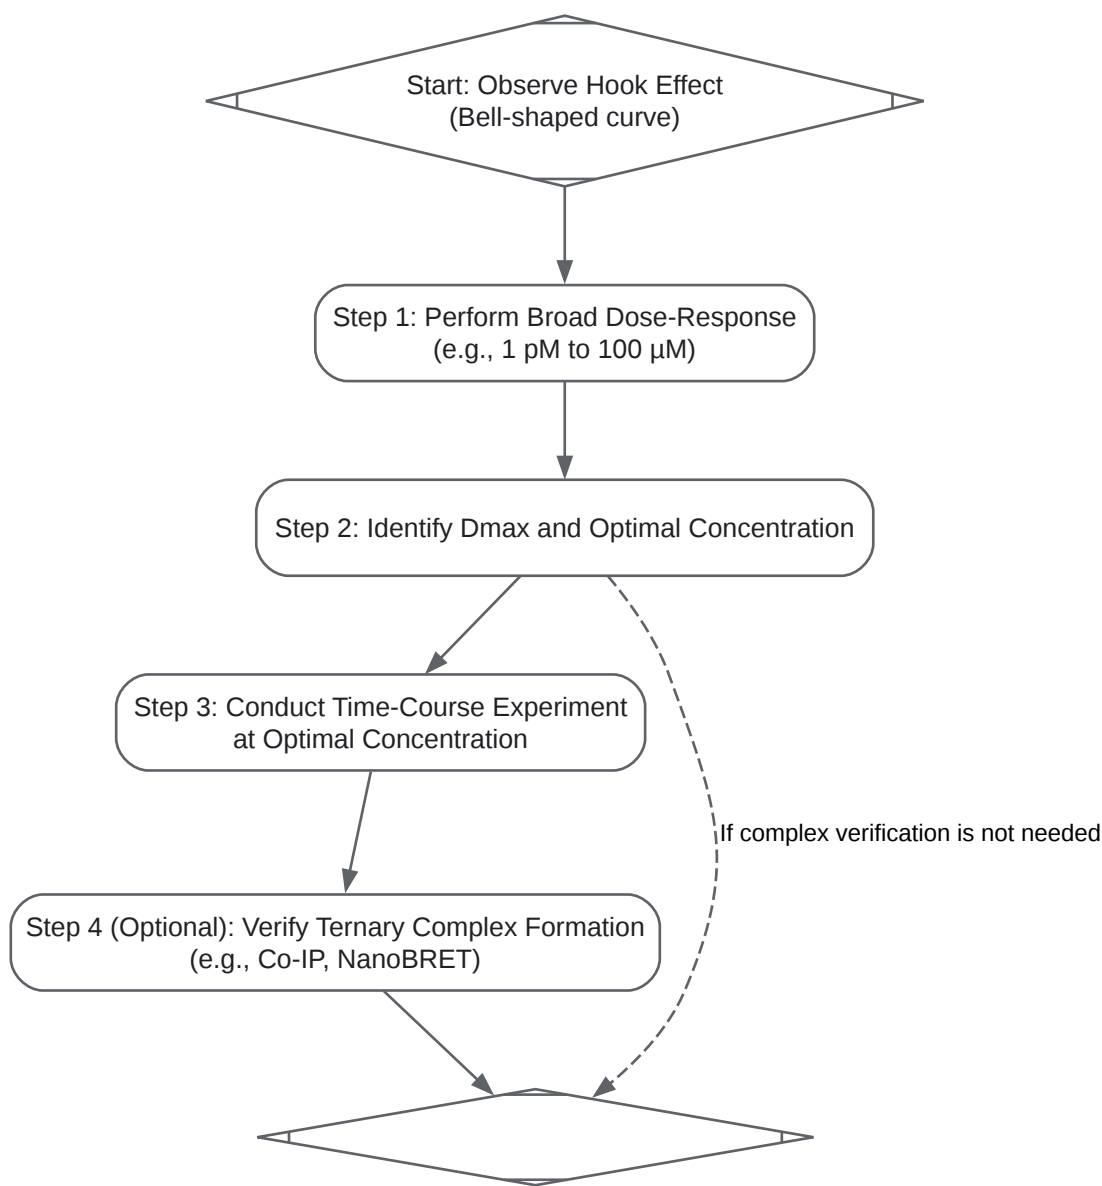 Start: Observe Hook Effect
(Bell-shaped curve)
Step 1: Perform Broad Dose-Response
(e.g., 1 pM to 100 µM)
Step 2: Identify Dmax and Optimal Concentration
Step 3: Conduct Time-Course Experiment
at Optimal Concentration
If complex verification is not needed
Step 4 (Optional): Verify Ternary Complex Formation
(e.g., Co-IP, NanoBRET)